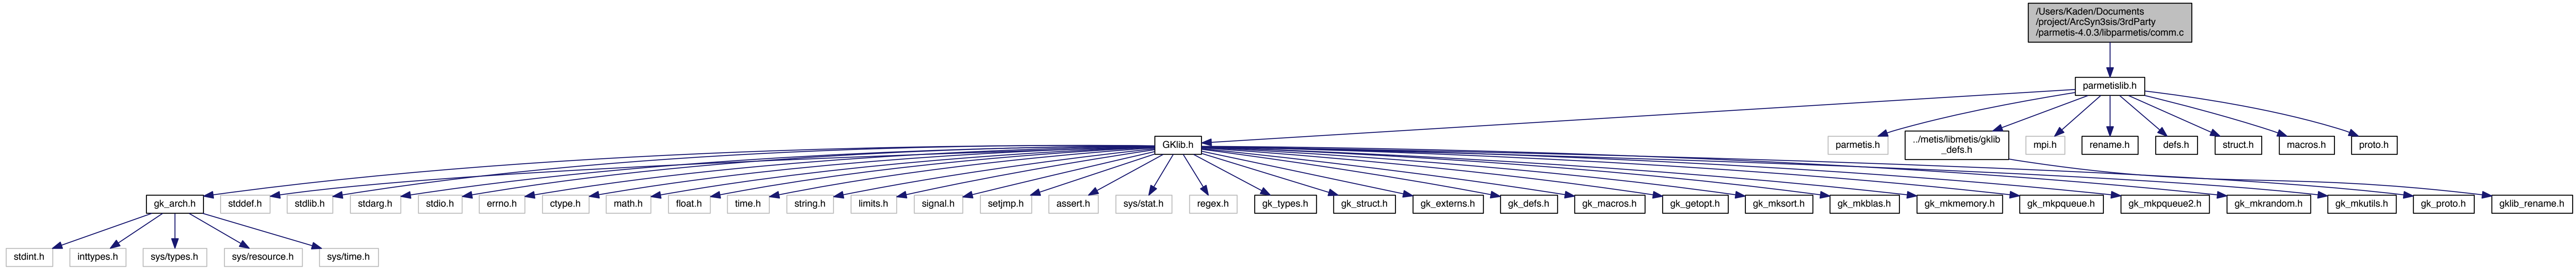 /Users/Kaden/Documents
/project/ArcSyn3sis/3rdParty
/parmetis-4.0.3/libparmetis/comm.c
parmetislib.h
GKlib.h
parmetis.h
../metis/libmetis/gklib
_defs.h
mpi.h
rename.h
defs.h
struct.h
macros.h
proto.h
gk_arch.h
stddef.h
stdlib.h
stdarg.h
stdio.h
errno.h
ctype.h
math.h
float.h
time.h
string.h
limits.h
signal.h
setjmp.h
assert.h
sys/stat.h
regex.h
gk_types.h
gk_struct.h
gk_externs.h
gk_defs.h
gk_macros.h
gk_getopt.h
gk_mksort.h
gk_mkblas.h
gk_mkmemory.h
gk_mkpqueue.h
gk_mkpqueue2.h
gk_mkrandom.h
gk_mkutils.h
gk_proto.h
gklib_rename.h
stdint.h
inttypes.h
sys/types.h
sys/resource.h
sys/time.h